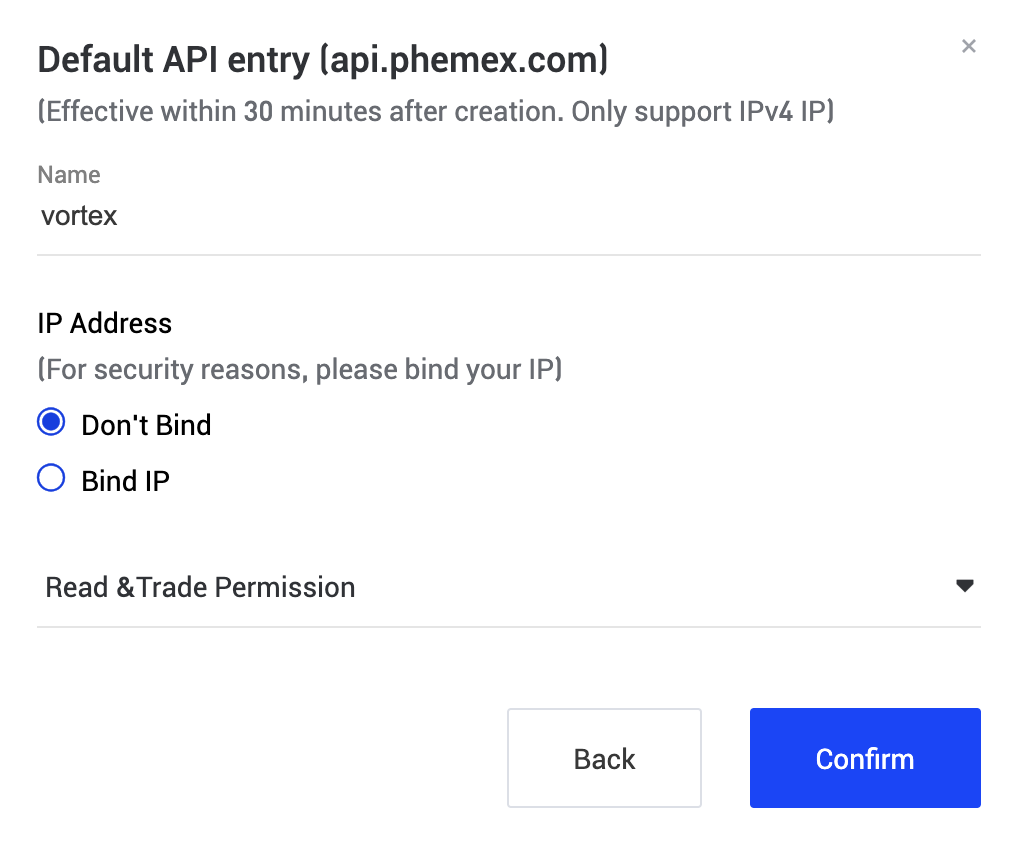 Default API entry (api.phemex.com)
×
(Effective within 30 minutes after creation. Only support IPv4 IP)
Name
vortex
IP Address
(For security reasons, please bind your IP)
Don't Bind
Bind IP
Read &Trade Permission
Back
Confirm